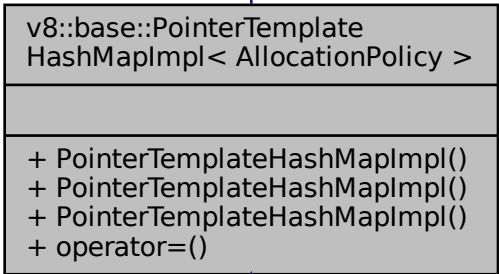 v8::base::PointerTemplate
HashMapImpl< AllocationPolicy >
+ PointerTemplateHashMapImpl()
+ PointerTemplateHashMapImpl()
+ PointerTemplateHashMapImpl()
+ operator=()